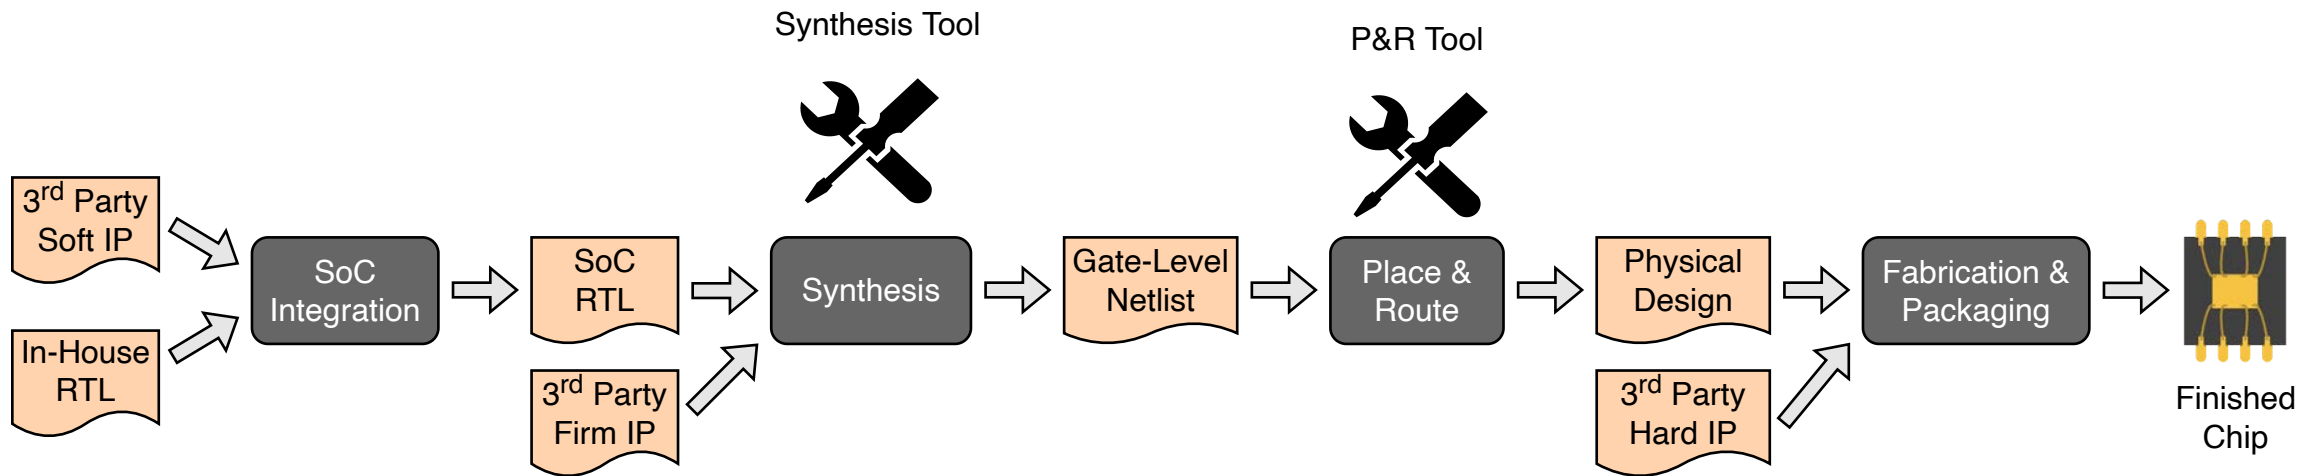 Synthesis Tool
P&R Tool
3rd Party
Soft IP
In-House
RTL
SoC
Integration
SoC
RTL
3rd Party
Firm IP
Synthesis
Gate-Level
Netlist
Place &
Route
Physical
Design
3rd Party
Hard IP
Fabrication &
Packaging
Finished
Chip